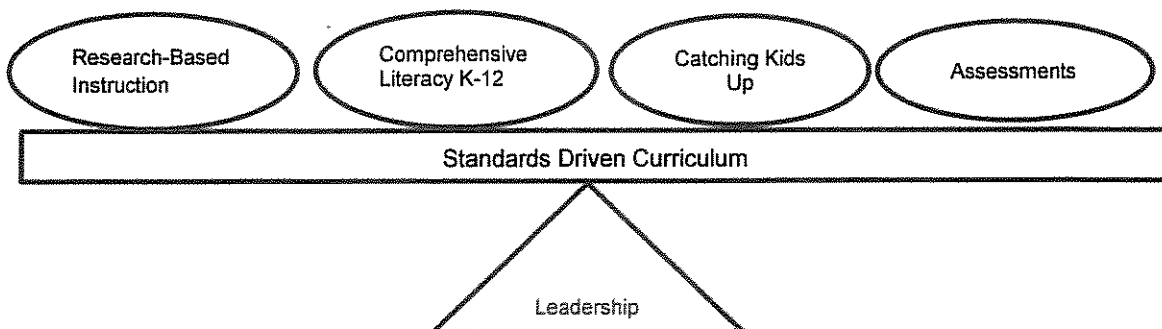 Research-Based
Instruction
Comprehensive
Literacy K-12
Catching Kids
Up
Assessments
Standards Driven Curriculum
Leadership